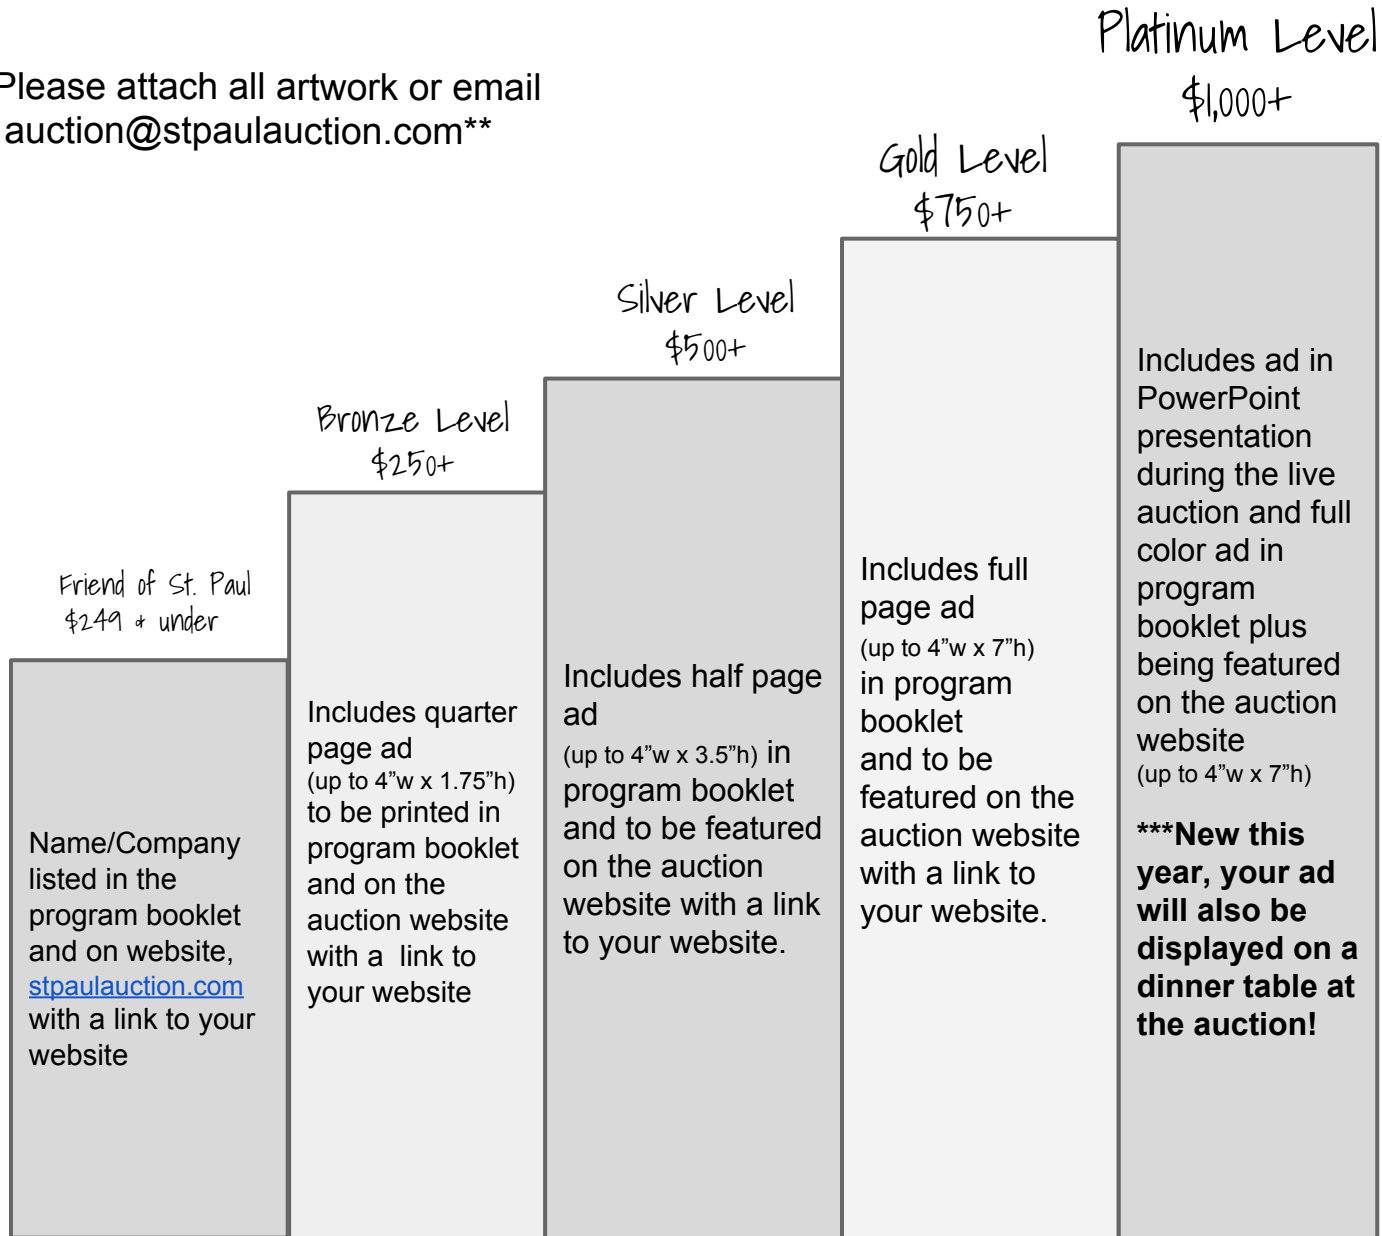 Please attach all artwork or email
auction@stpaulauction.com**
Platinum Level
$1,000+
Gold Level
$750+
Silver Level
$500+
Bronze Level
$250+
Friend of St. Paul
$249 & under
Name/Company
listed in the
program booklet
and on website,
stpaulauction.com
with a link to your
website
Includes quarter
page ad
(up to 4”w x 1.75”h)
to be printed in
program booklet
and on the
auction website
with a  link to
your website
Includes half page
ad
(up to 4”w x 3.5”h) in
program booklet
and to be featured
on the auction
website with a link
to your website.
Includes full
page ad
(up to 4”w x 7”h)
in program
booklet
and to be
featured on the
auction website
with a link to
your website.
Includes ad in
PowerPoint
presentation
during the live
auction and full
color ad in
program
booklet plus
being featured
on the auction
website
(up to 4”w x 7”h)
***New this
year, your ad
will also be
displayed on a
dinner table at
the auction!